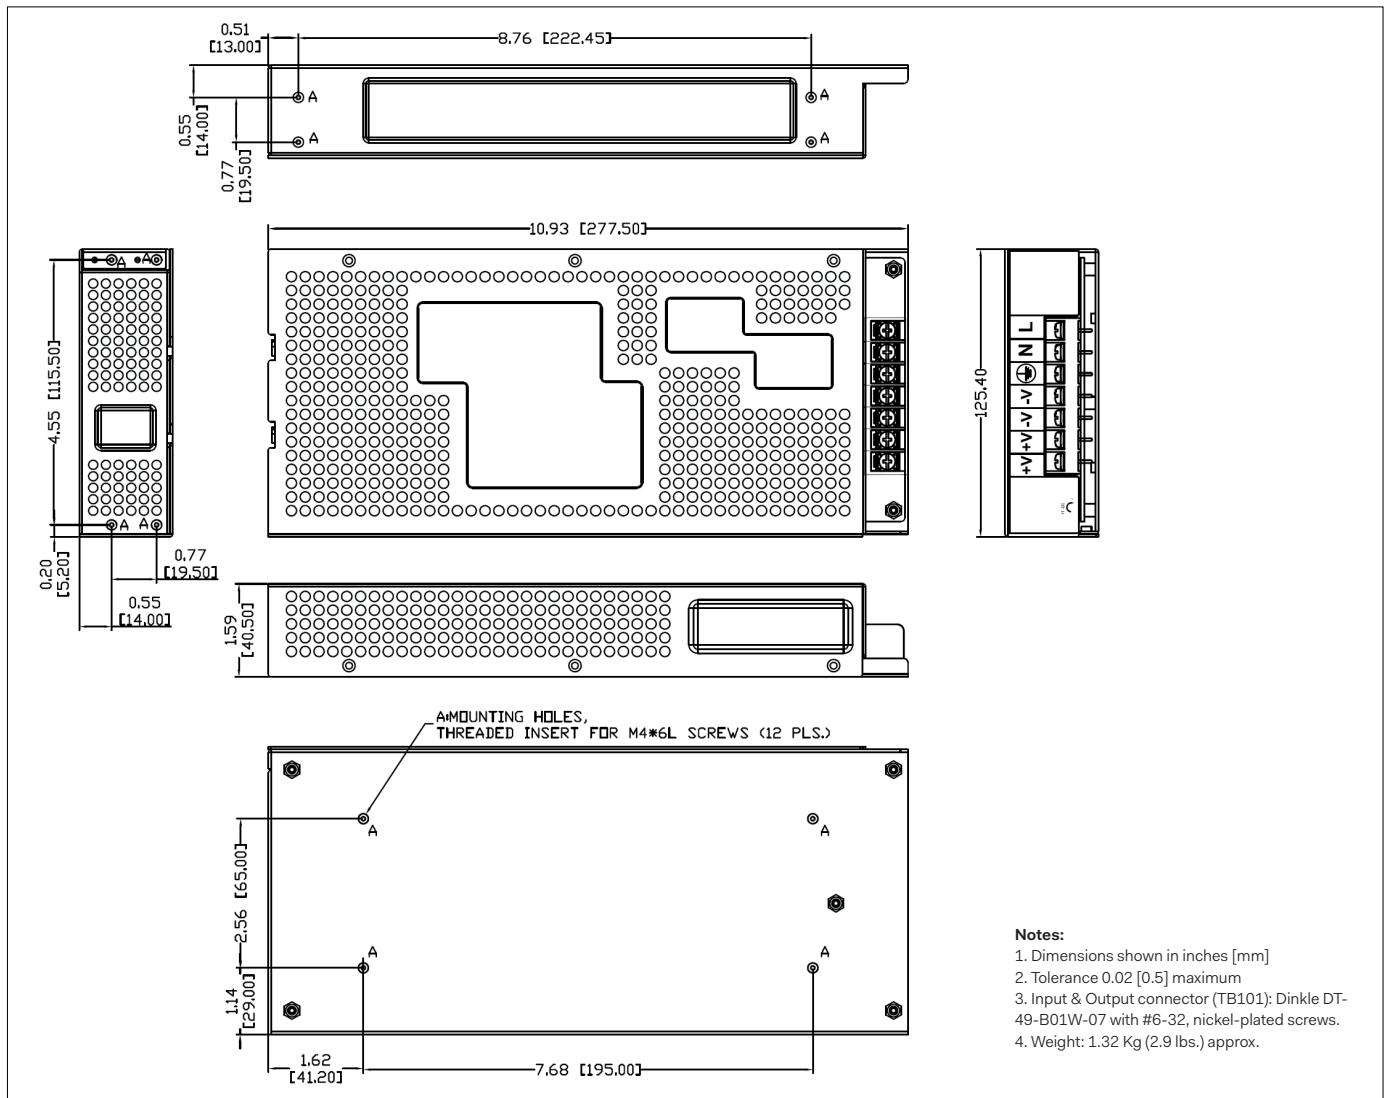 0.51
[13.00]
8.76 [222.45]
A
A
A
A
0.55
[14.00]
0.77
[19.50]
10.93 [277.50]
A
A
4.55 [115.50]
A
A
0.20
[5.20]
0.77
[19.50]
0.55
[14.00]
125.40
L
N
-V
-V
+V
+V
1.59
[40.50]
A:MOUNTING HOLES,
THREADED INSERT FOR M4*6L SCREWS (12 PLS.)
A
A
A
A
2.56 [65.00]
1.14
[29.00]
1.62
[41.20]
7.68 [195.00]
Notes:
1. Dimensions shown in inches [mm]
2. Tolerance 0.02 [0.5] maximum
3. Input & Output connector (TB101): Dinkle DT-
49-B01W-07 with #6-32, nickel-plated screws.
4. Weight: 1.32 Kg (2.9 lbs.) approx.